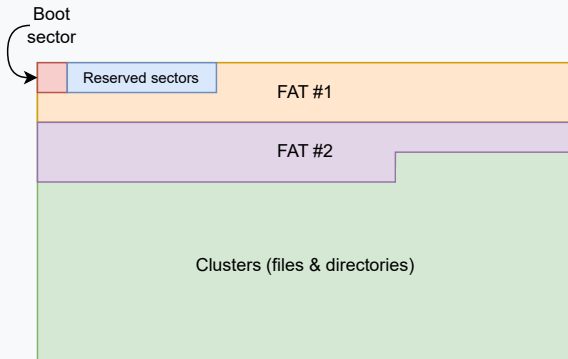 Boot
sector
Reserved sectors
FAT #1
FAT #2
Clusters (files & directories)